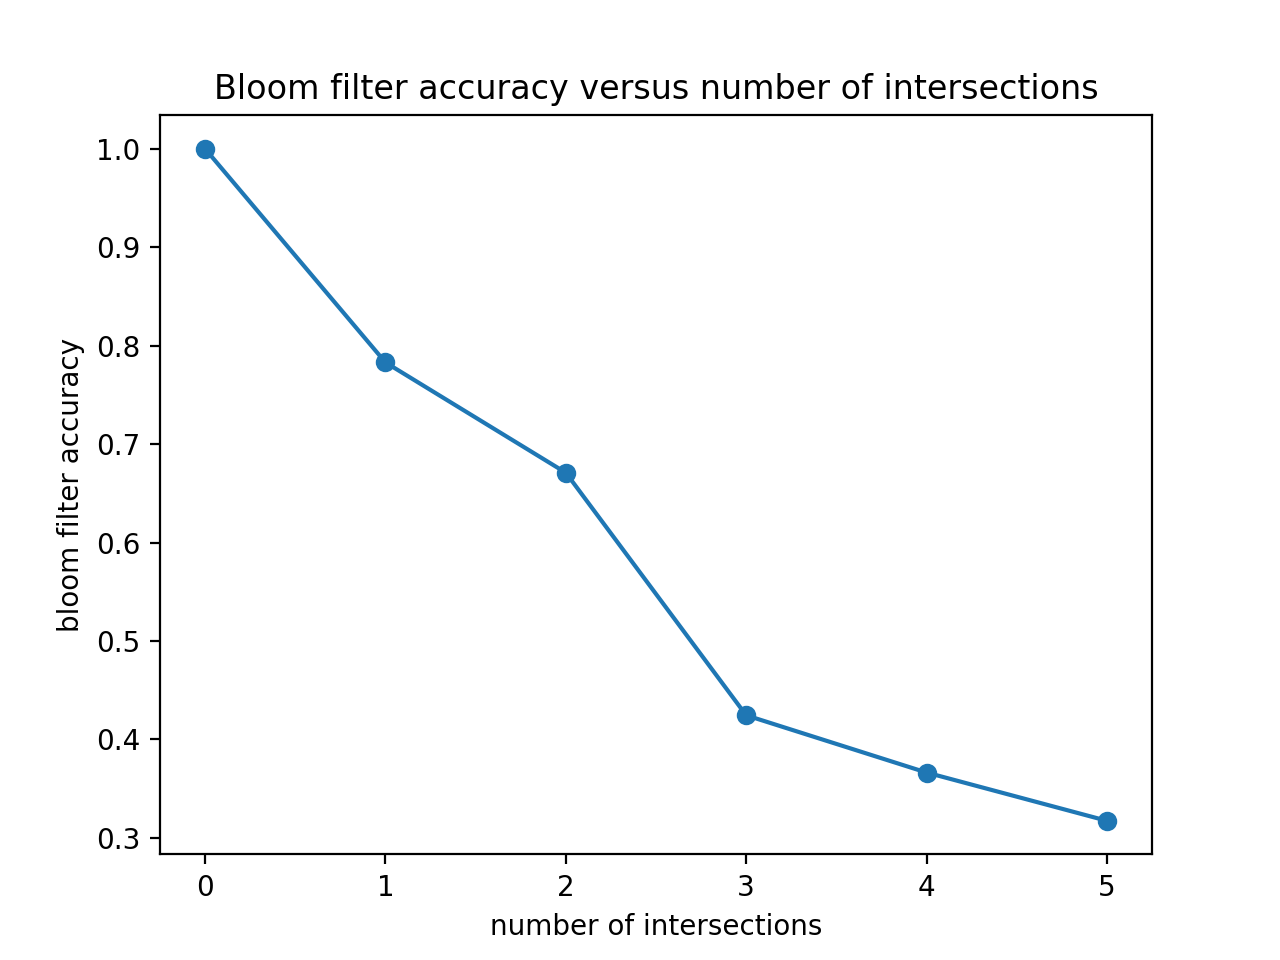 Bloom filter accuracy versus number of intersections
1.0
0.9
0.8
0.7
0.6
0.5
0.4
0.3
bloom filter accuracy
0 1 2 3 4 5
number of intersections